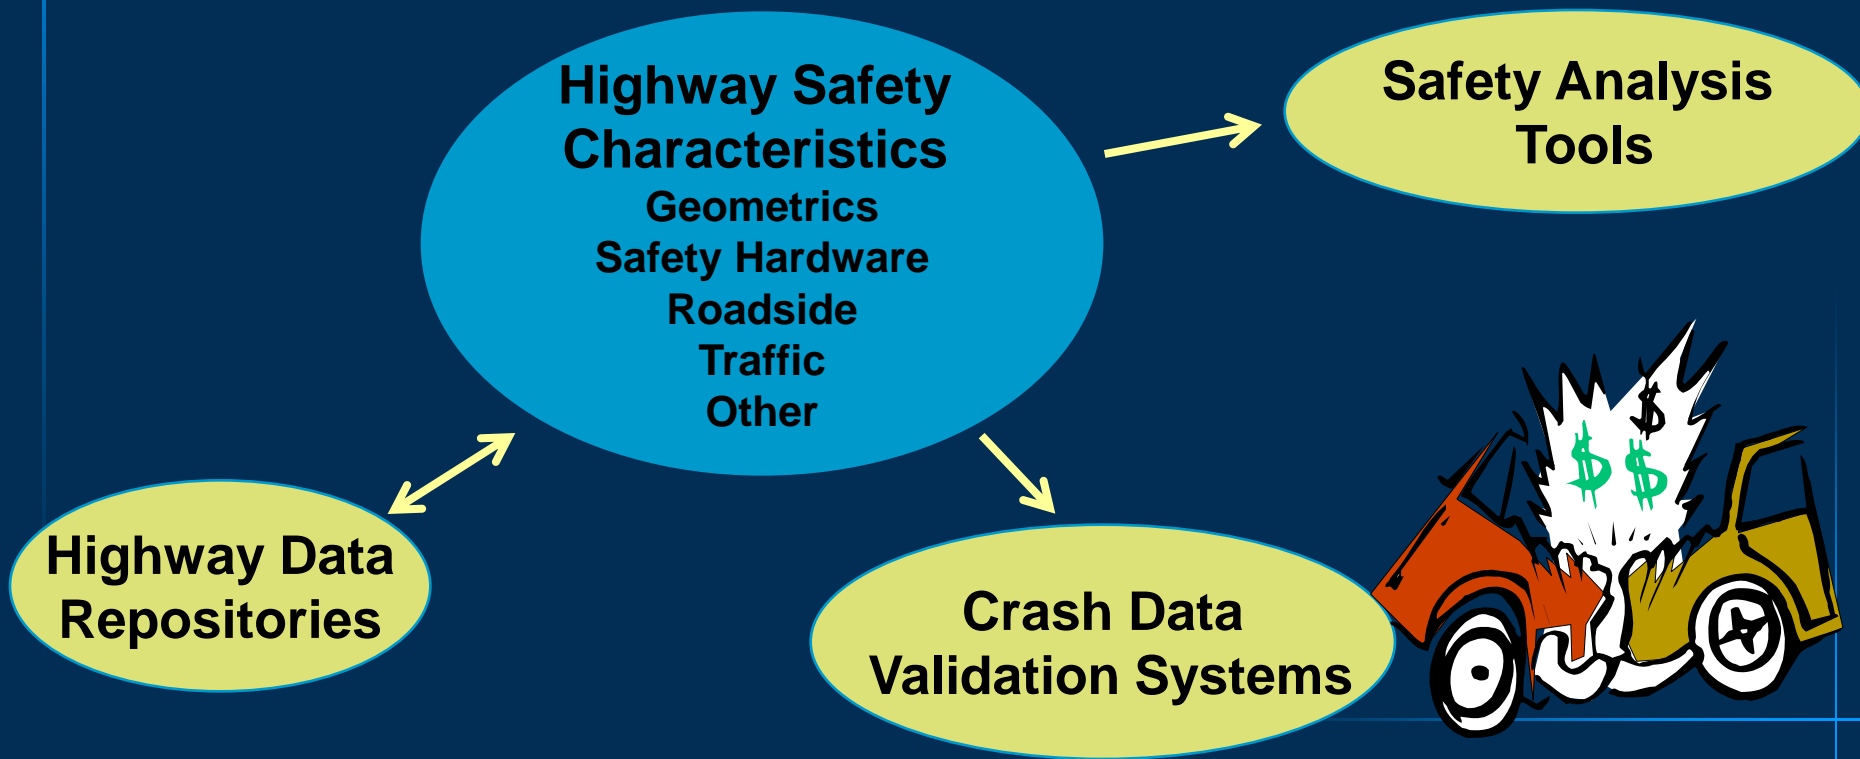 Highway Safety
Characteristics
Geometrics
Safety Hardware
Roadside
Traffic
Other
Safety Analysis
Tools
Highway Data
Repositories
Crash Data
Validation Systems
$
$ $